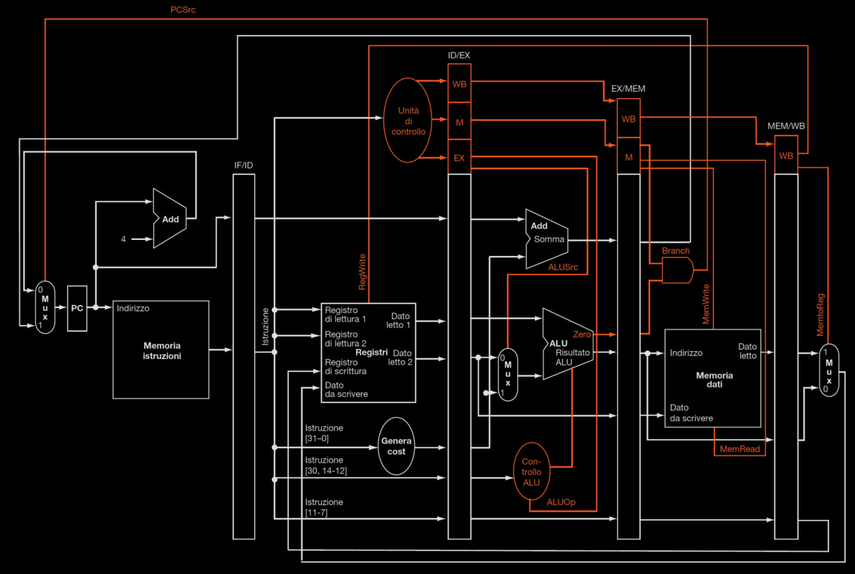 PCSrc
ID/EX
EX/MEM
MEM/WB
IF/ID
WB
M
EX
WB
M
WB
Unità
di
controllo
Add
4
0
M
u
x
1
PC
Indirizzo
Memoria
istruzioni
Istruzione
RegWrite
Registro
di lettura 1
Registro
di lettura 2
Registri
Registro
di scrittura
Dato
da scrivere
Dato
letto 1
Dato
letto 2
Istruzione
[31–0]
Genera
cost
Istruzione
[30, 14-12]
Istruzione
[11-7]
Add
Somma
ALUSrc
0
M
u
x
1
ALU
Zero
Risultato
ALU
Con-
trollo
ALU
ALUOp
Branch
MemWrite
Indirizzo
Dato
letto
Memoria
dati
Dato
da scrivere
MemRead
MemtoReg
1
M
u
x
0